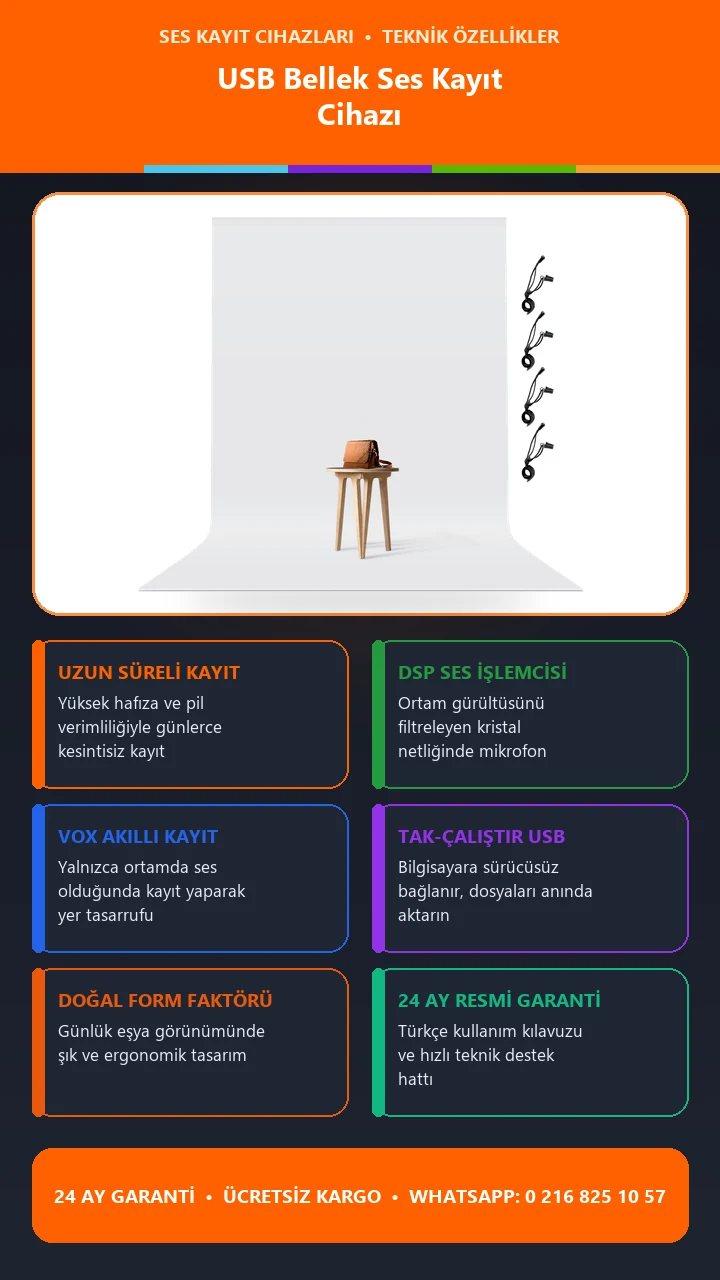 SES KAYIT CIHAZLARI • TEKNİK ÖZELLİKLER
USB Bellek Ses Kayıt
Cihazı
UZUN SÜRELİ KAYIT
Yüksek hafıza ve pil
verimliliğiyle günlerce
kesintisiz kayıt
DSP SES İŞLEMCİSİ
Ortam gürültüsünü
filtreleyen kristal
netliğinde mikrofon
VOX AKILLI KAYIT
Yalnızca ortamda ses
olduğunda kayıt yaparak
yer tasarrufu
TAK-ÇALIŞTIR USB
Bilgisayara sürücüsüz
bağlanır, dosyaları anında
aktarın
DOĞAL FORM FAKTÖRÜ
Günlük eşya görünümünde
şık ve ergonomik tasarım
24 AY RESMİ GARANTİ
Türkçe kullanım kılavuzu
ve hızlı teknik destek
hattı
24 AY GARANTİ • ÜCRETSİZ KARGO • WHATSAPP: 0 216 825 10 57